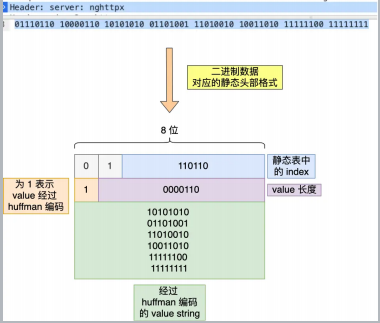 Header: server: nghttpx
01110110 10000110 10101010 01101001 11010010 10011010 11111100 11111111
二进制数据
对应的静态头部格式
8 位
0 1 110110
静态表中
的 index
为 1 表示
value 经过
huffman 编码
1 0000110
value 长度
10101010
01101001
11010010
10011010
11111100
11111111
经过
huffman 编码
的 value string